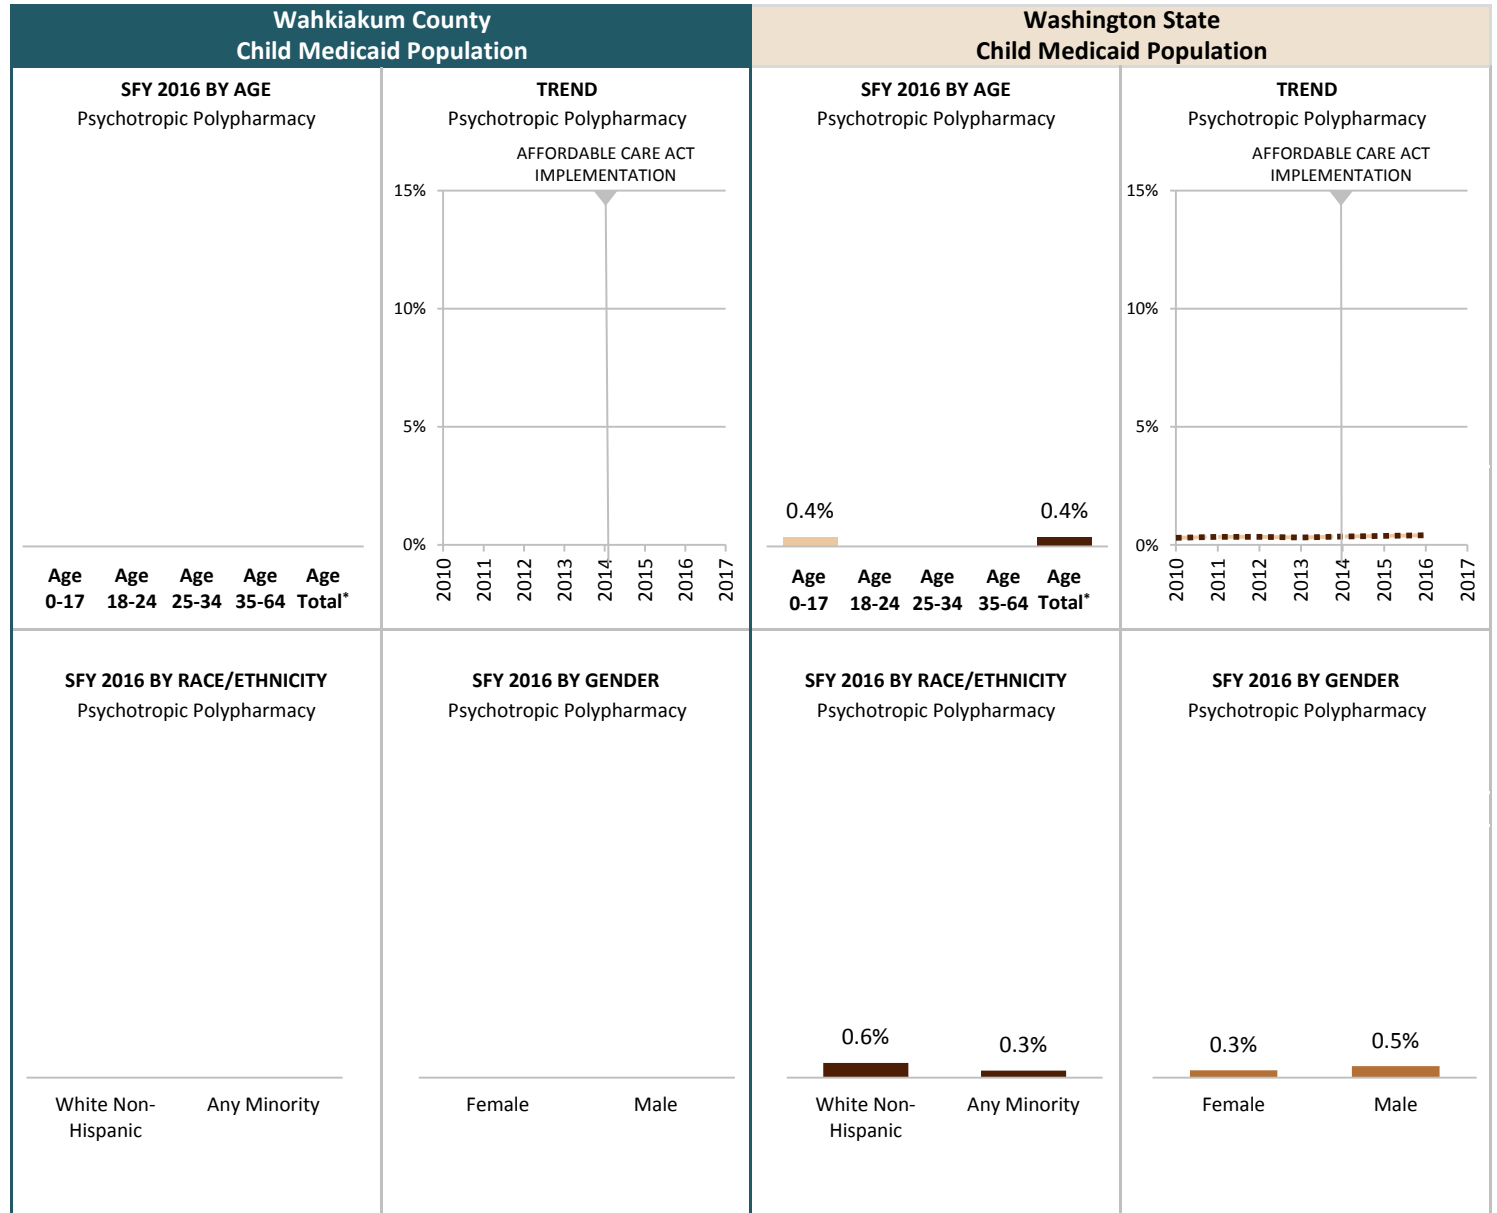 Wahkiakum County
Child Medicaid Population
Washington State
Child Medicaid Population
SFY 2016 BY AGE
Psychotropic Polypharmacy
Age Age Age Age Age
0-17 18-24 25-34 35-64 Total*
TREND
Psychotropic Polypharmacy
AFFORDABLE CARE ACT
IMPLEMENTATION
15%
10%
5%
0%
2010 2011 2012 2013 2014 2015 2016 2017
SFY 2016 BY AGE
Psychotropic Polypharmacy
0.4% 0.4%
Age Age Age Age Age
0-17 18-24 25-34 35-64 Total*
TREND
Psychotropic Polypharmacy
AFFORDABLE CARE ACT
IMPLEMENTATION
15%
10%
5%
0%
2010 2011 2012 2013 2014 2015 2016 2017
SFY 2016 BY RACE/ETHNICITY
Psychotropic Polypharmacy
White Non- Any Minority
Hispanic
SFY 2016 BY GENDER
Psychotropic Polypharmacy
Female Male
SFY 2016 BY RACE/ETHNICITY
Psychotropic Polypharmacy
0.6% 0.3%
White Non- Any Minority
Hispanic
SFY 2016 BY GENDER
Psychotropic Polypharmacy
0.3% 0.5%
Female Male